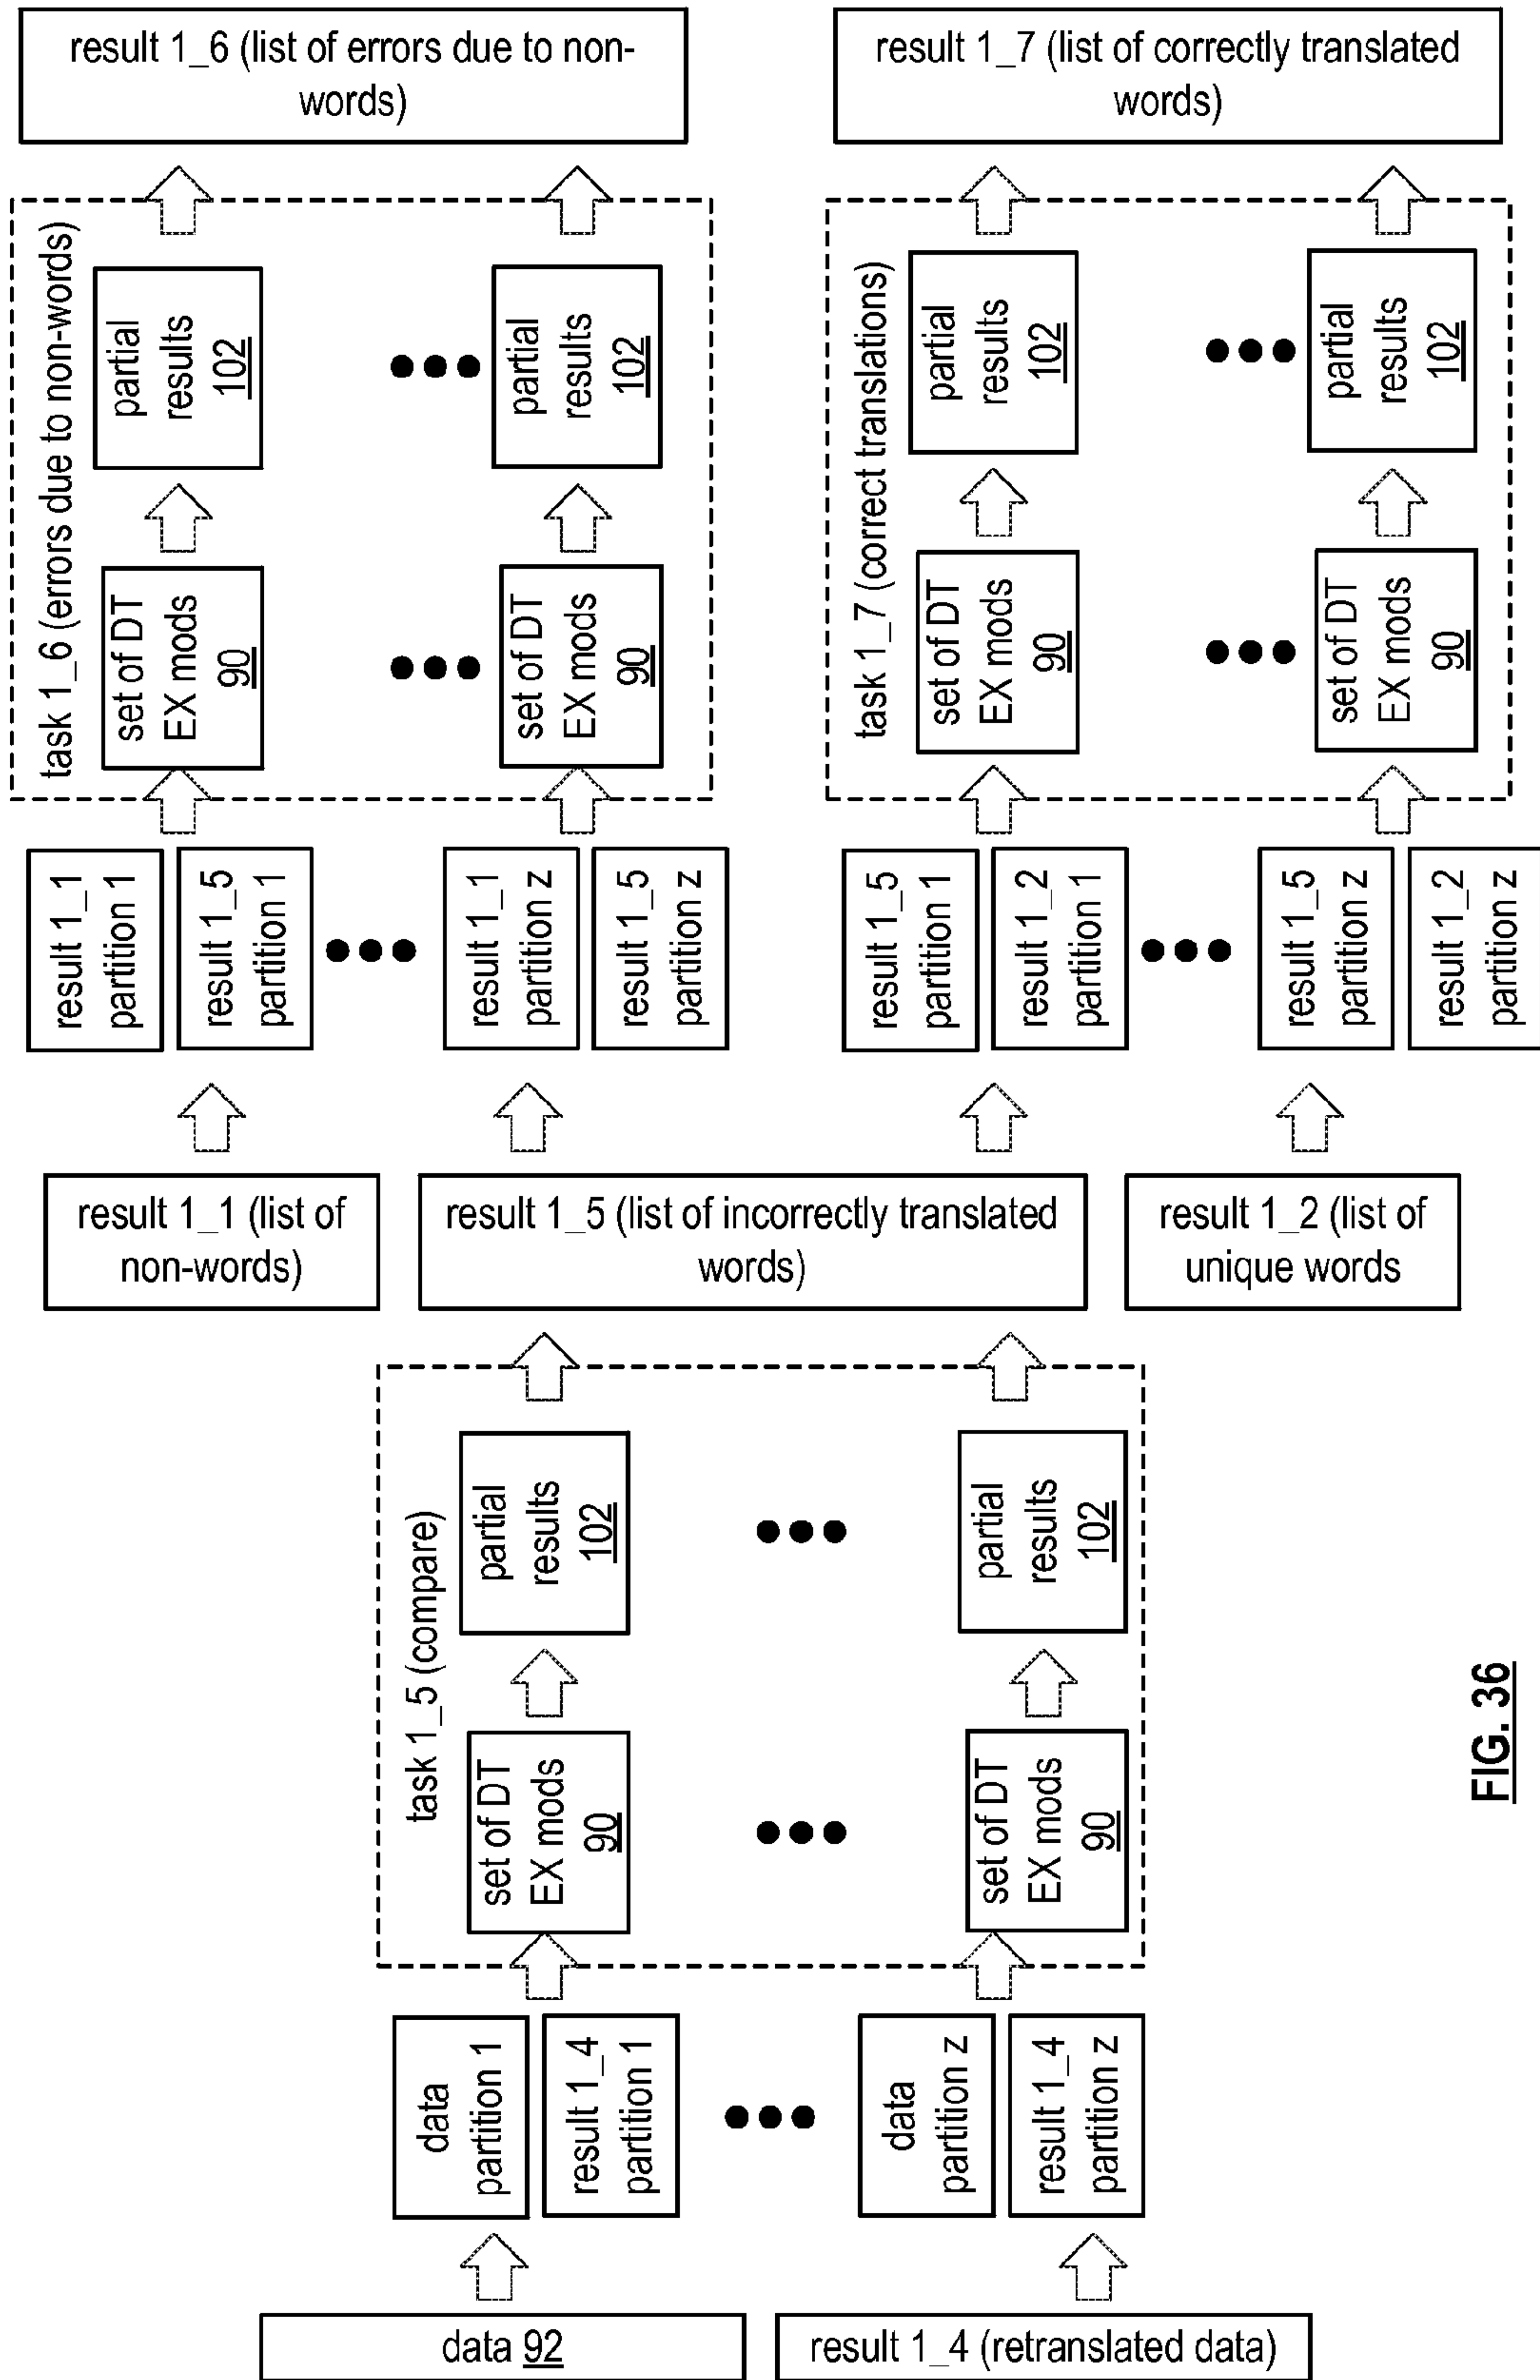 result 1_6 (list of errors due to non-
words)
result 1_7 (list of correctly translated
words)
task 1_6 (errors due to non-words)
partial
results
102
partial
results
102
set of DT
EX mods
90
set of DT
EX mods
90
task 1_7 (correct translations)
partial
results
102
partial
results
102
set of DT
EX mods
90
set of DT
EX mods
90
result 1_1
partition 1
result 1_5
partition 1
result 1_1
partition z
result 1_5
partition z
result 1_5
partition 1
result 1_2
partition 1
result 1_5
partition z
result 1_2
partition z
result 1_1 (list of
non-words)
result 1_5 (list of incorrectly translated
words)
result 1_2 (list of
unique words
task 1_5 (compare)
partial
results
102
partial
results
102
set of DT
EX mods
90
set of DT
EX mods
90
data
partition 1
result 1_4
partition 1
data
partition z
result 1_4
partition z
data 92
result 1_4 (retranslated data)
FIG. 36